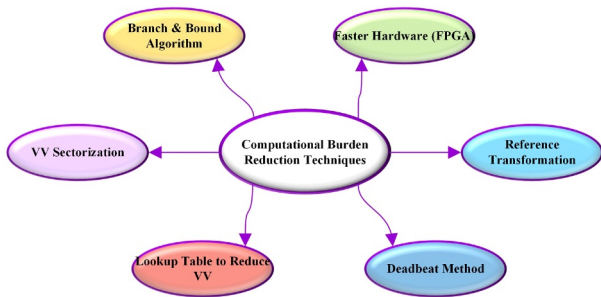 Branch & Bound
Algorithm
Faster Hardware (FPGA
VV Sectorization
Computational Burden
Reduction Techniques
Reference
Transformation
Lookup Table to Reduce
VV
Deadbeat Method